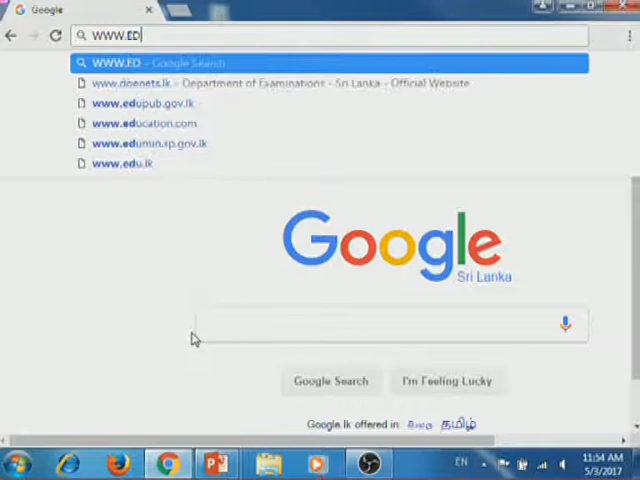 Google
WWW.ED
WWW.ED - Google Search
www.doenets.lk - Department of Examinations - Sri Lanka - Official Website
www.edupub.gov.lk
www.education.com
www.edumin.sp.gov.lk
www.edu.lk
Google
Sri Lanka
Google Search I'm Feeling Lucky
Google.lk offered in: සිංහල தமிழ்
EN 11:54 AM
5/3/2017